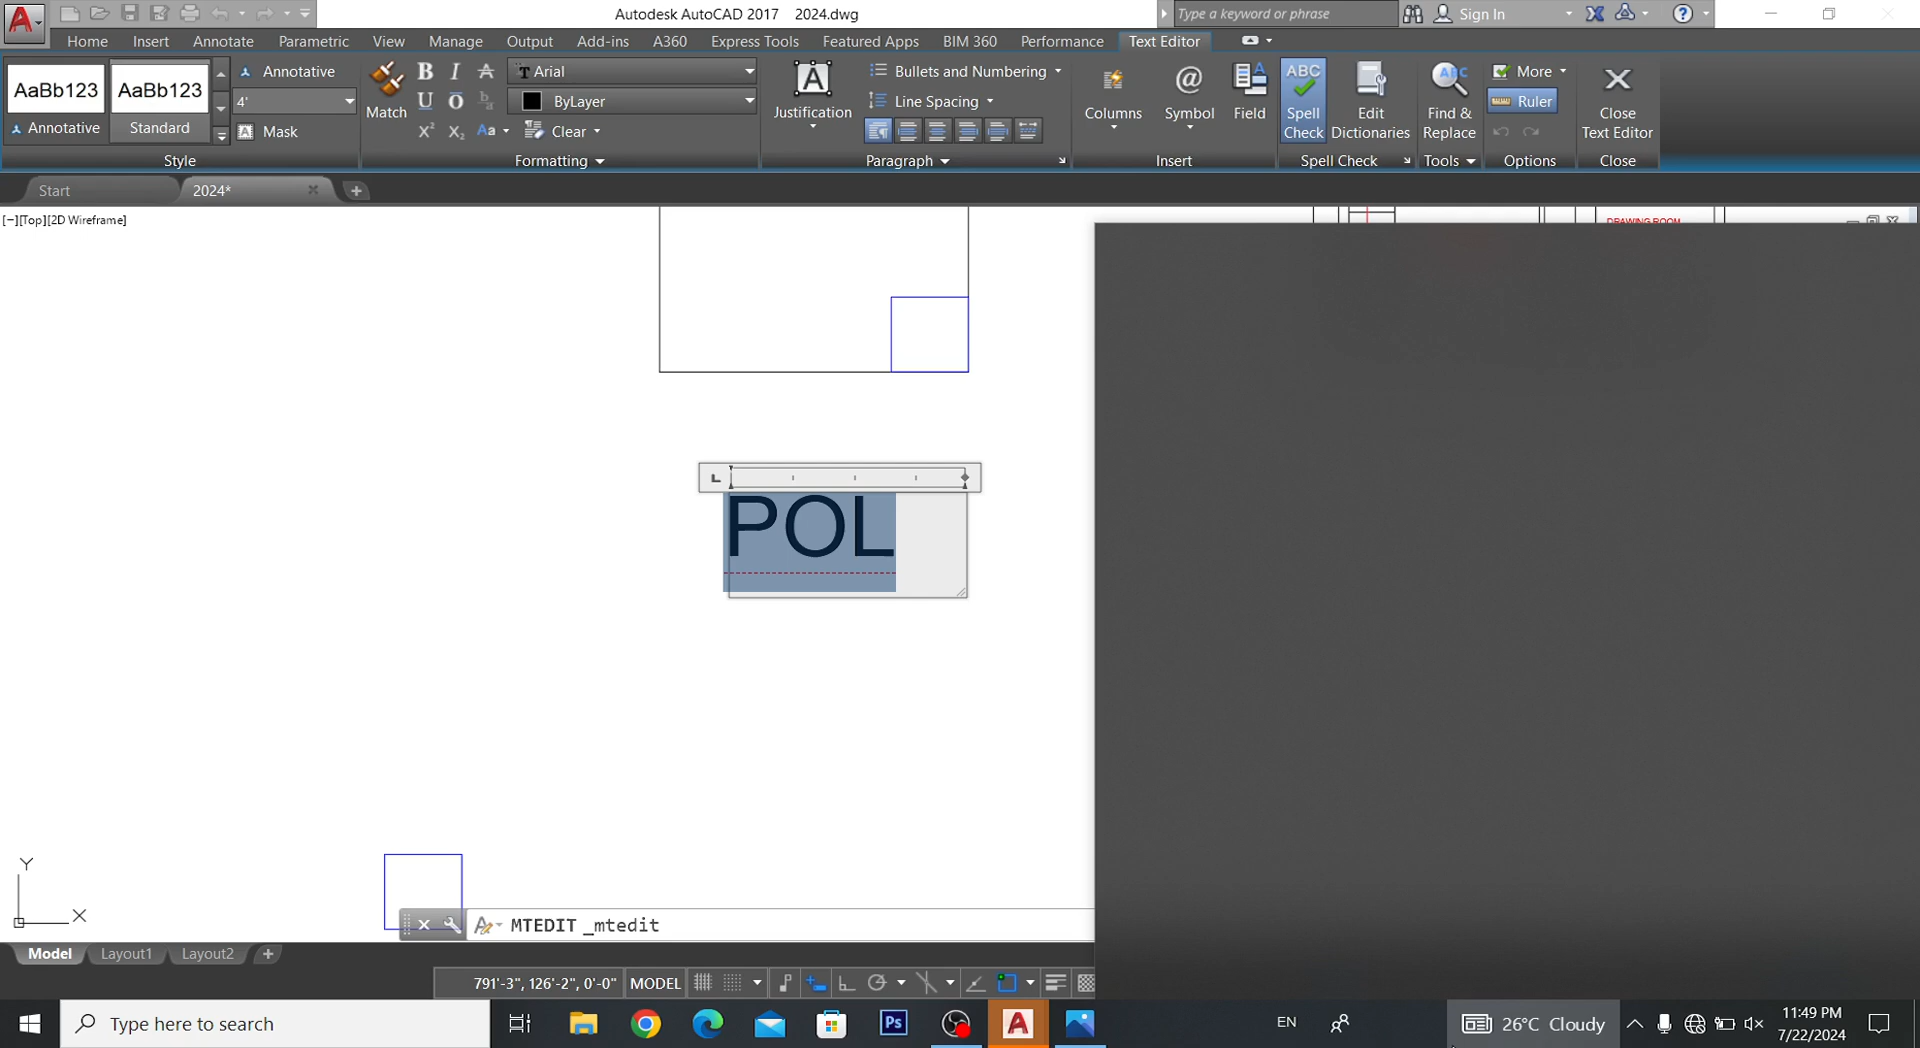 Autodesk AutoCAD 2017 2024.dwg
Type a keyword or phrase
Sign In
Home Insert Annotate Parametric View Manage Output Add-ins A360 Express Tools Featured Apps BIM 360 Performance Text Editor
AaBb123 AaBb123
Annotative Standard
Annotative
4'
Mask
Style
Match
Arial
ByLayer
Clear
Formatting
Justification
Bullets and Numbering
Line Spacing
Paragraph
Columns
Symbol
Field
Insert
ABC
Spell
Check
Edit
Dictionaries
Spell Check
ABC
Find &
Replace
Tools
More
Ruler
Options
Close
Text Editor
Close
Start 2024*
[−][Top][2D Wireframe]
DRAWING ROOM
POL
Y
X
MTEDIT _mtedit
Model Layout1 Layout2
791'-3", 126'-2", 0'-0" MODEL
Type here to search
Ps
EN
26°C Cloudy
11:49 PM
7/22/2024